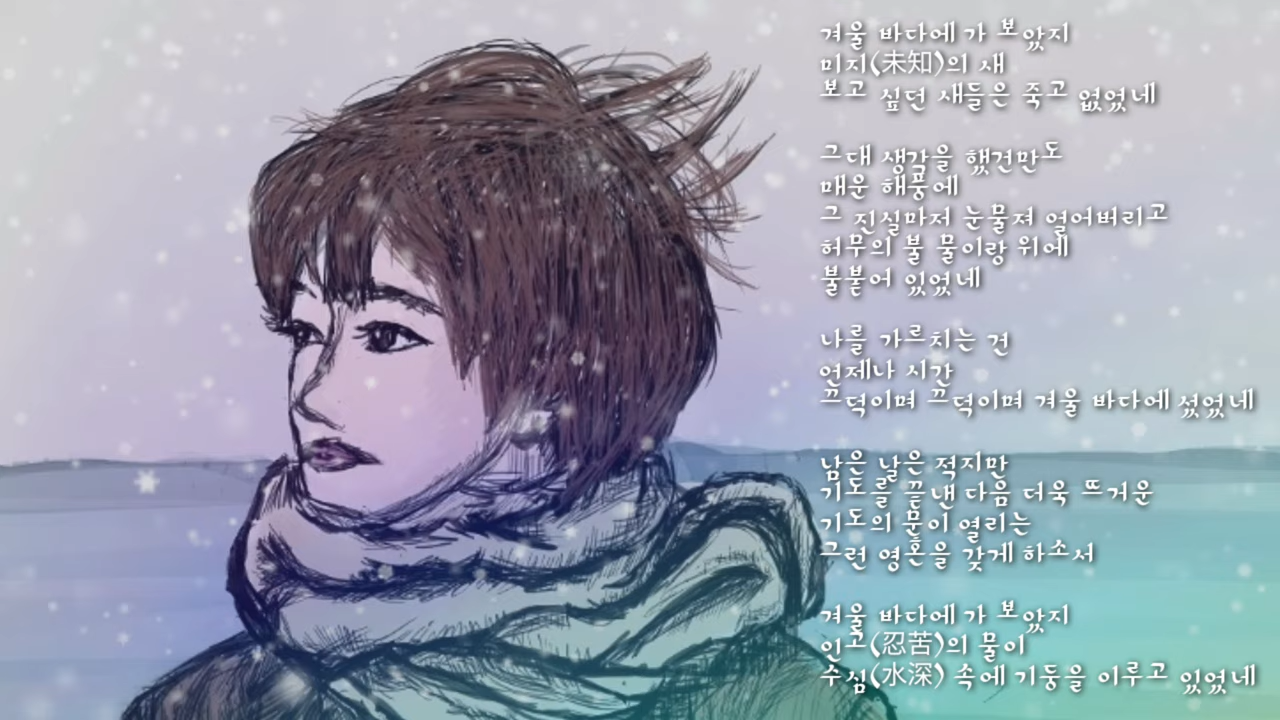 겨울 바다에 가 보았지
미지(未知)의 새
보고 싶던 새들은 죽고 없었네
그대 생각을 했건만도
매운 해풍에
그 진실마저 눈물져 얼어버리고
허무의 불 물이랑 위에
불붙어 있었네
나를 가르치는 건
언제나 시간
끄덕이며 끄덕이며 겨울 바다에 섰었네
남은 날은 적지만
기도를 끝낸 다음 더욱 뜨거운
기도의 문이 열리는
그런 영혼을 갖게 하소서
겨울 바다에 가 보았지
인고(忍苦)의 물이
수심(水深) 속에 기둥을 이루고 있었네